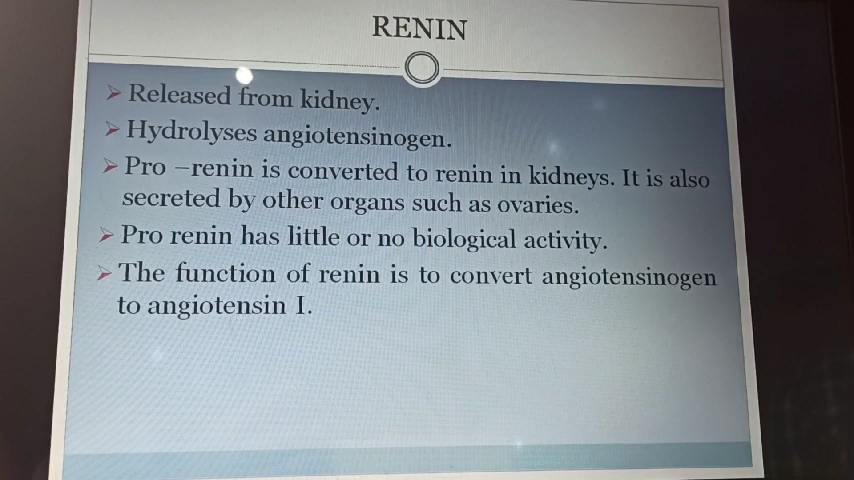 RENIN
Released from kidney.
Hydrolyses angiotensinogen.
Pro –renin is converted to renin in kidneys. It is also
secreted by other organs such as ovaries.
Pro renin has little or no biological activity.
The function of renin is to convert angiotensinogen
to angiotensin I.